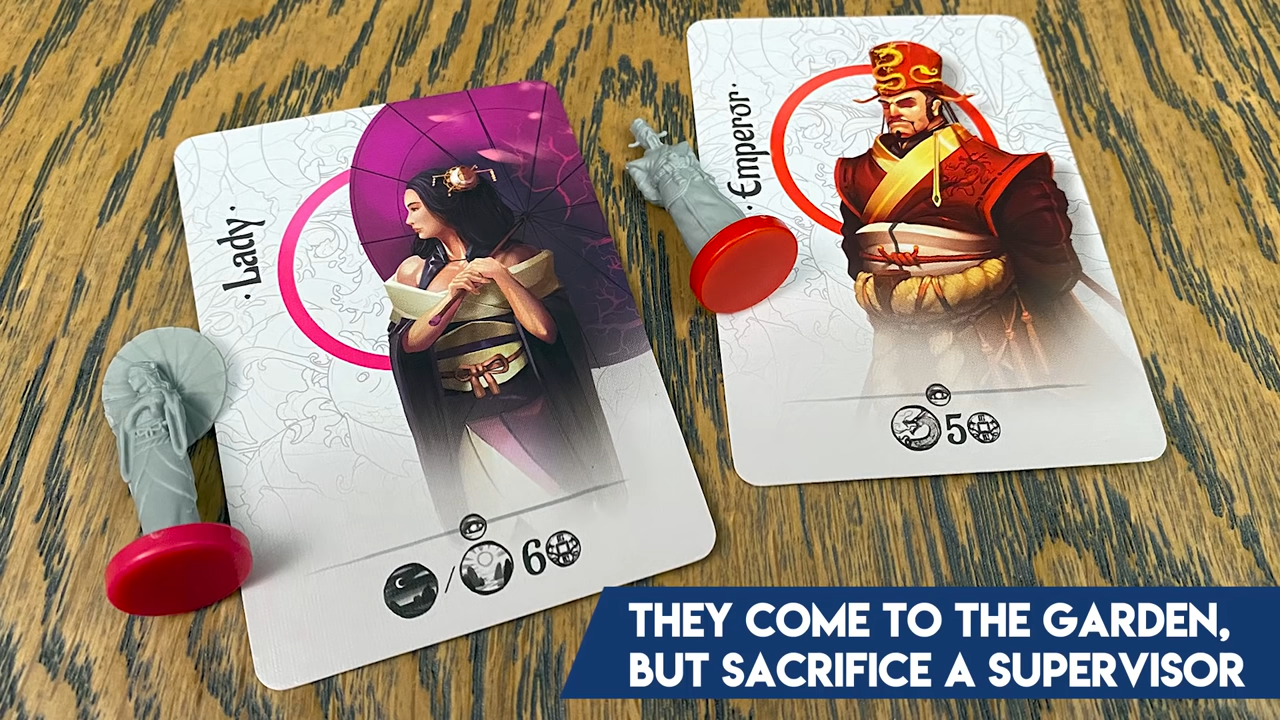 · Lady ·
6
· Emperor ·
5
THEY COME TO THE GARDEN,
BUT SACRIFICE A SUPERVISOR